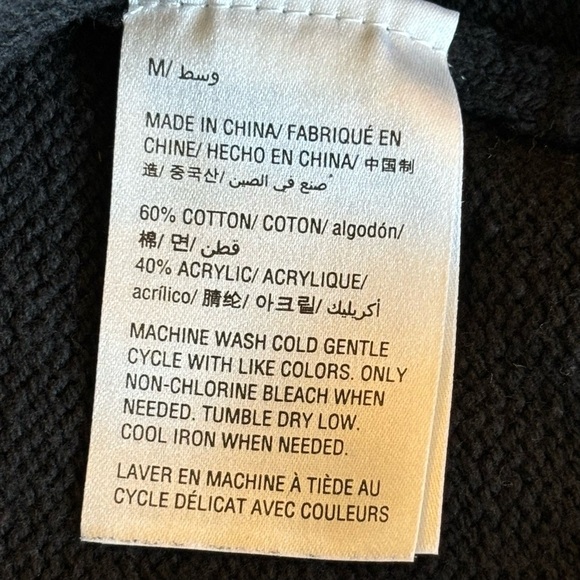 M/ وسط
MADE IN CHINA/ FABRIQUÉ EN
CHINE/ HECHO EN CHINA/ 中国制
造/ 중국산/ صنع في الصين
60% COTTON/ COTON/ algodón/
棉/ 면/ قطن
40% ACRYLIC/ ACRYLIQUE/
acrílico/ 腈纶/ 아크릴/ أكريليك
MACHINE WASH COLD GENTLE
CYCLE WITH LIKE COLORS. ONLY
NON-CHLORINE BLEACH WHEN
NEEDED. TUMBLE DRY LOW.
COOL IRON WHEN NEEDED.
LAVER EN MACHINE À TIÈDE AU
CYCLE DÉLICAT AVEC COULEURS